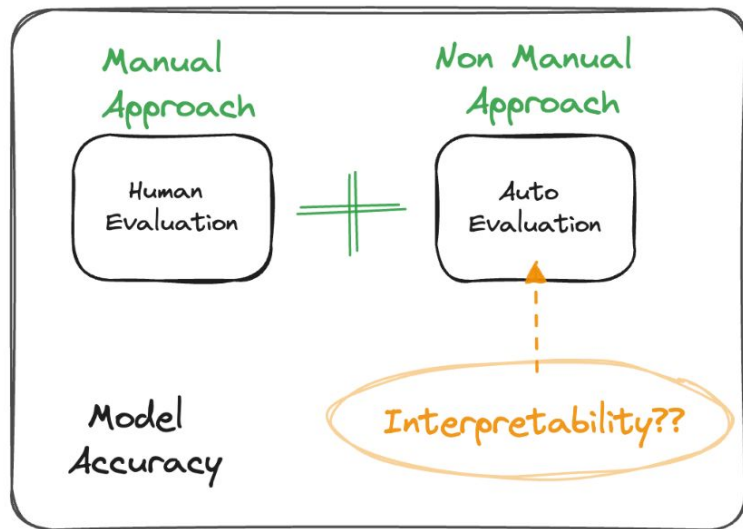 Manual
Approach
Non Manual
Approach
Human
Evaluation
Auto
Evaluation
Model
Accuracy
Interpretability??